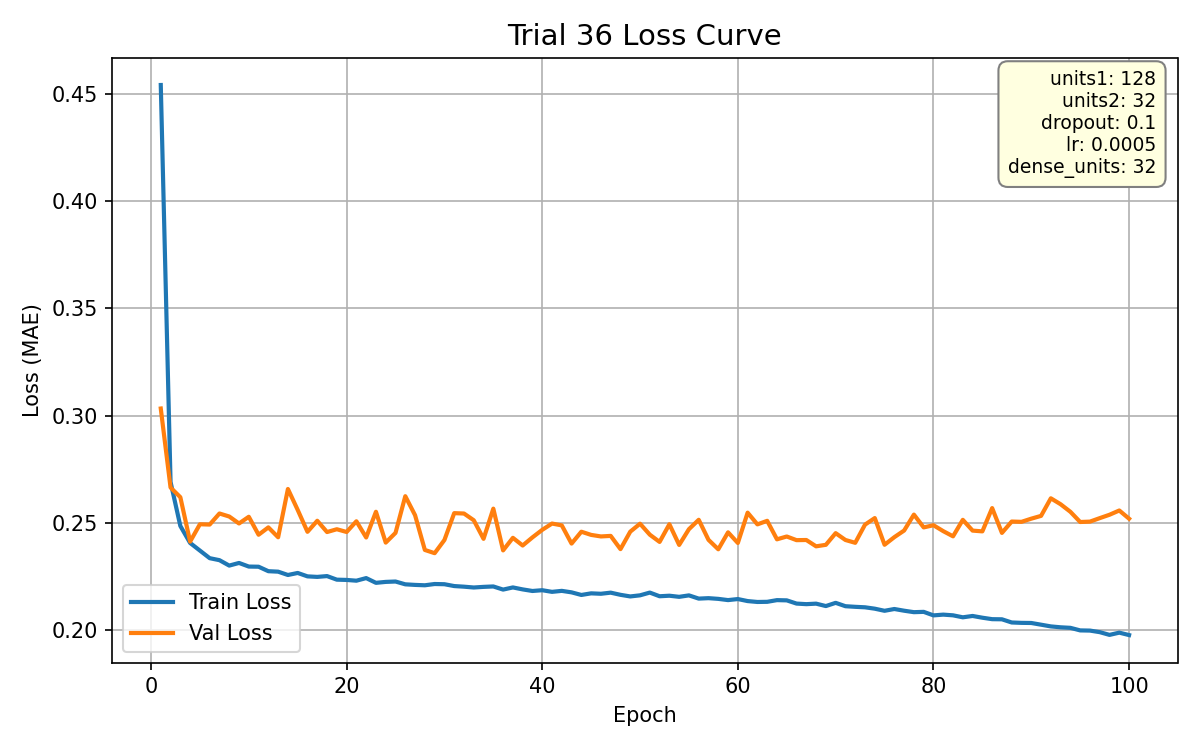 Trial 36 Loss Curve
units1: 128
units2: 32
dropout: 0.1
lr: 0.0005
dense_units: 32
Loss (MAE)
0.45
0.40
0.35
0.30
0.25
0.20
Train Loss
Val Loss
0
20
40
60
80
100
Epoch